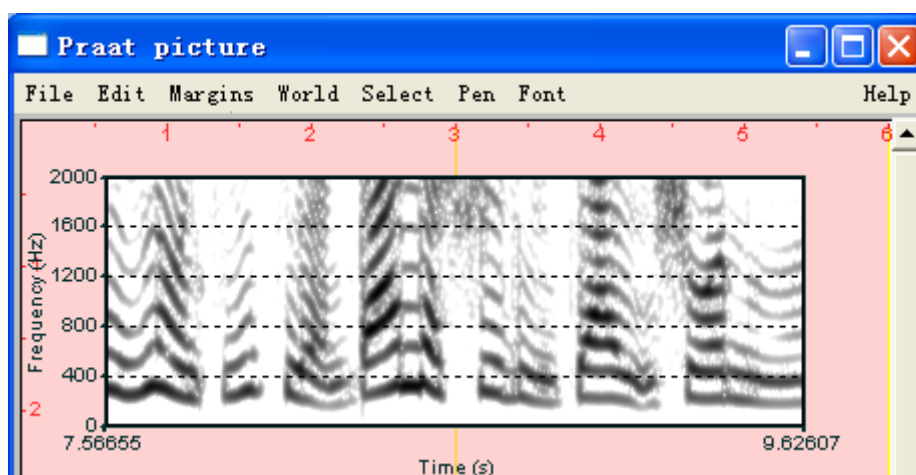 Praat picture
File Edit Margins World Select Pen Font Help
1 2 3 4 5 6
2000
1600
1200
800
400
0
Frequency (Hz)
-2
7.56655 9.62607
Time (s)